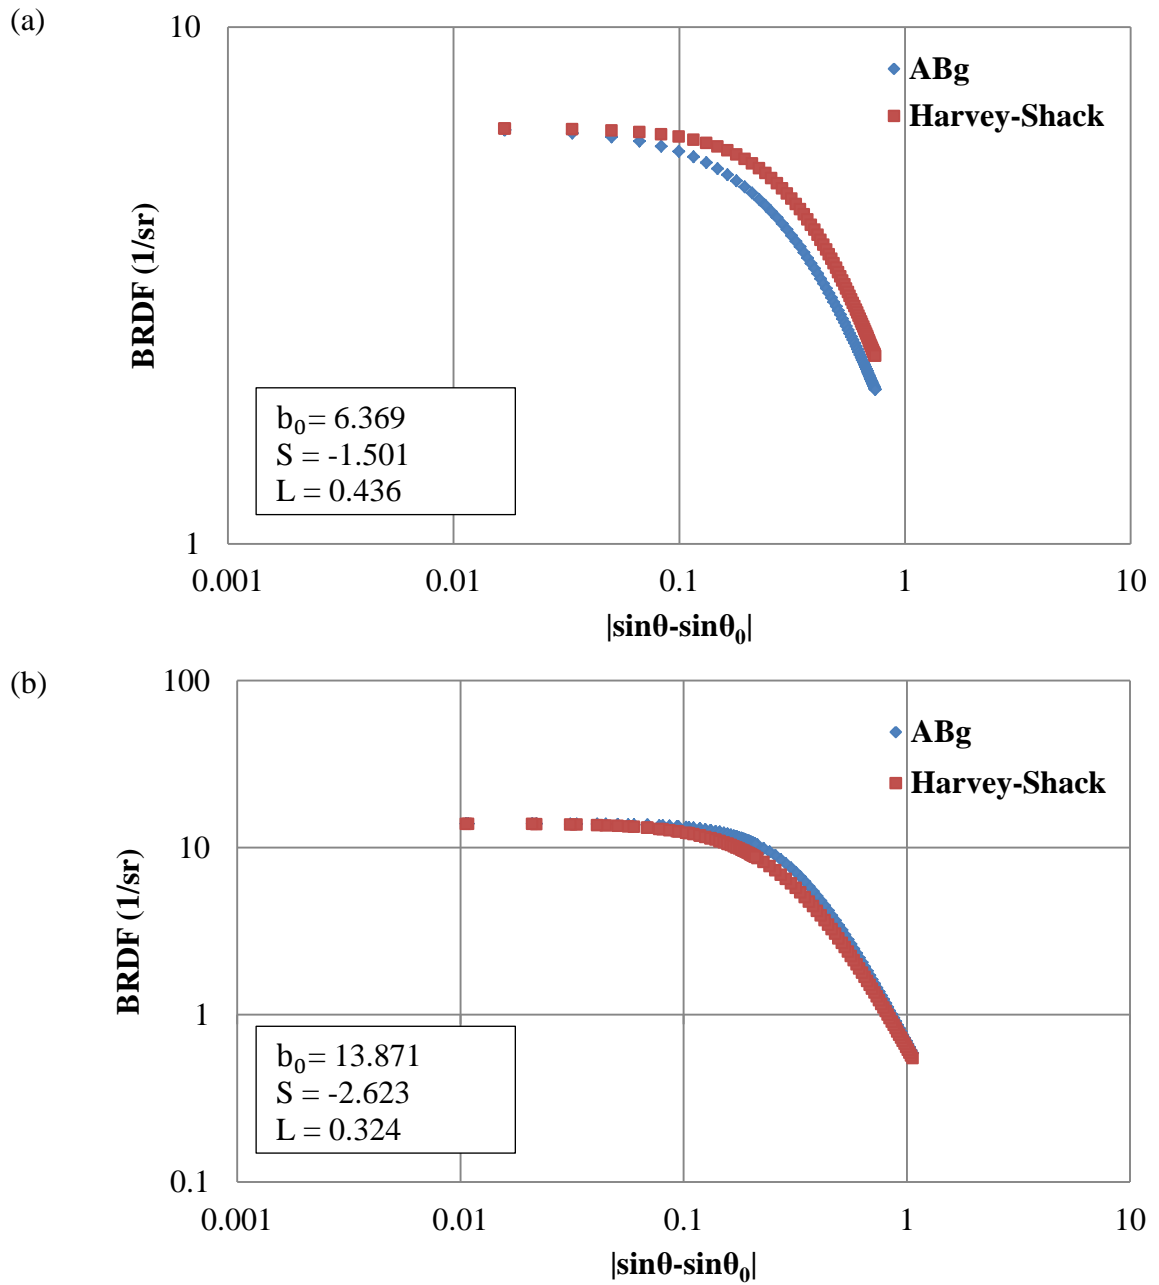 (a)
10
ABg
Harvey-Shack
BRDF (1/sr)
b₀= 6.369
S = -1.501
L = 0.436
1
0.001 0.01 0.1 1 10
|sinθ-sinθ₀|
(b)
100
ABg
Harvey-Shack
10
BRDF (1/sr)
1
b₀= 13.871
S = -2.623
L = 0.324
0.1
0.001 0.01 0.1 1 10
|sinθ-sinθ₀|